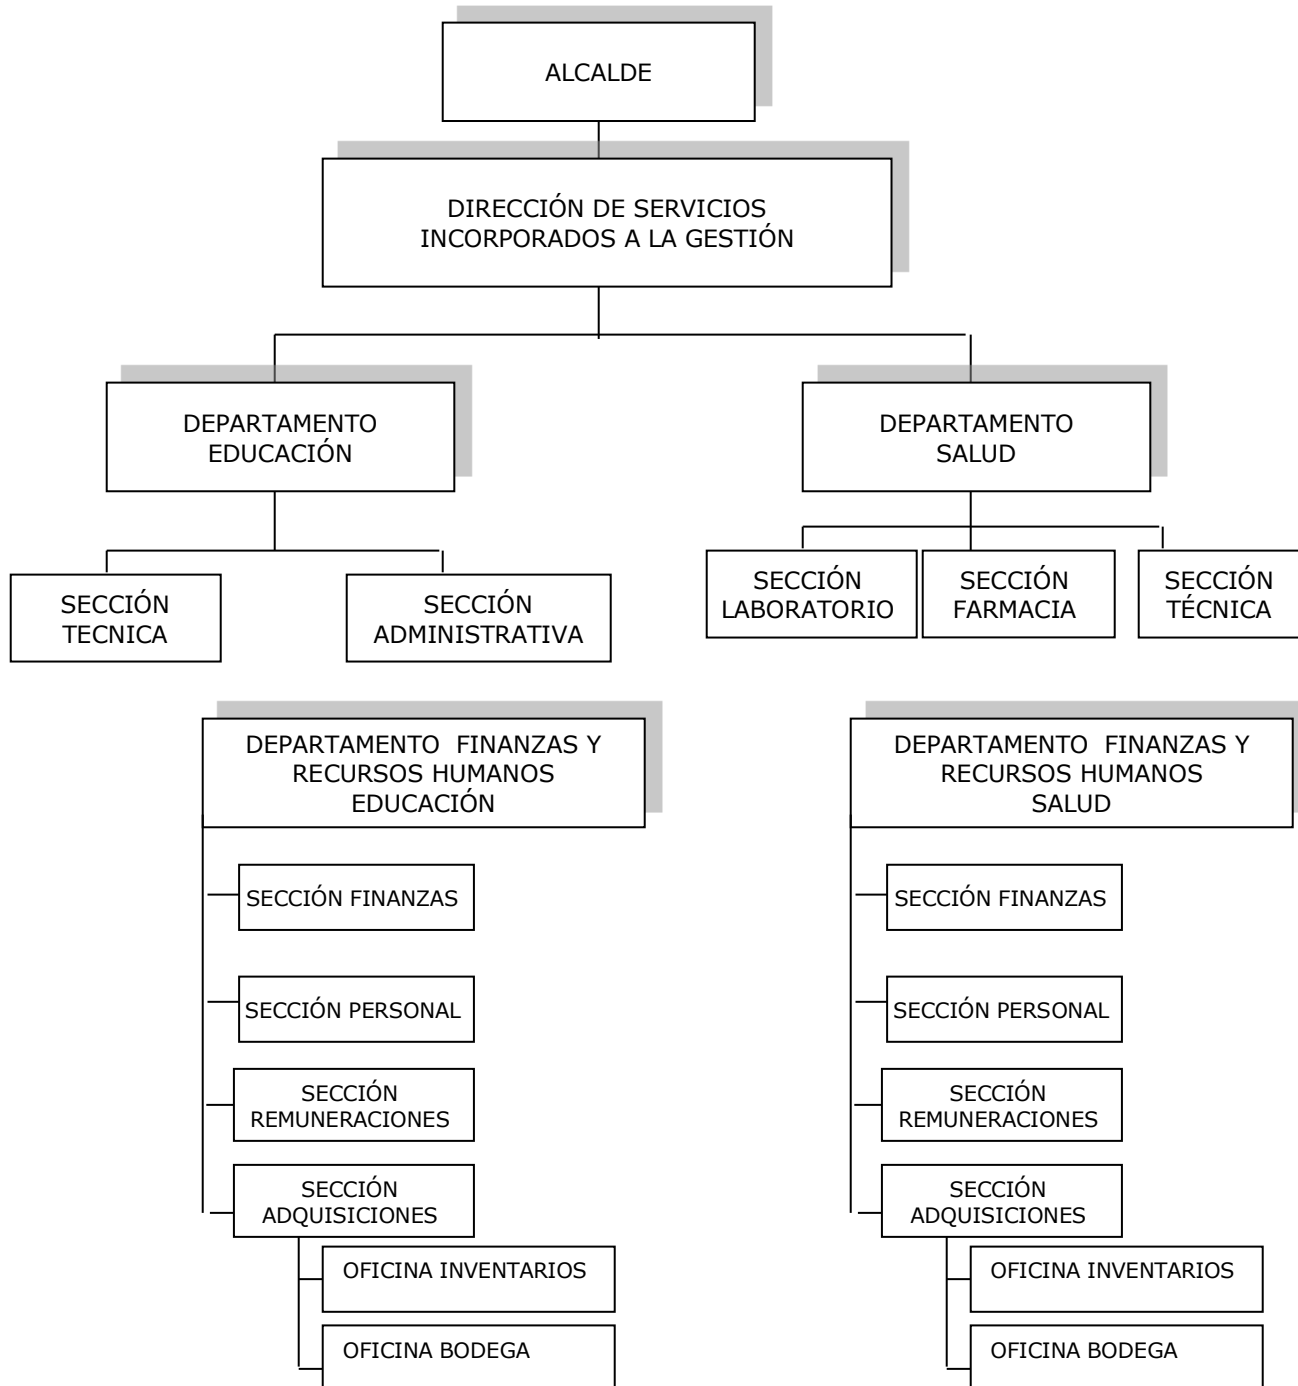 ALCALDE
DIRECCIÓN DE SERVICIOS
INCORPORADOS A LA GESTIÓN
DEPARTAMENTO
EDUCACIÓN
DEPARTAMENTO
SALUD
SECCIÓN
TECNICA
SECCIÓN
ADMINISTRATIVA
SECCIÓN
LABORATORIO
SECCIÓN
FARMACIA
SECCIÓN
TÉCNICA
DEPARTAMENTO FINANZAS Y
RECURSOS HUMANOS
EDUCACIÓN
SECCIÓN FINANZAS
SECCIÓN PERSONAL
SECCIÓN
REMUNERACIONES
SECCIÓN
ADQUISICIONES
OFICINA INVENTARIOS
OFICINA BODEGA
DEPARTAMENTO FINANZAS Y
RECURSOS HUMANOS
SALUD
SECCIÓN FINANZAS
SECCIÓN PERSONAL
SECCIÓN
REMUNERACIONES
SECCIÓN
ADQUISICIONES
OFICINA INVENTARIOS
OFICINA BODEGA